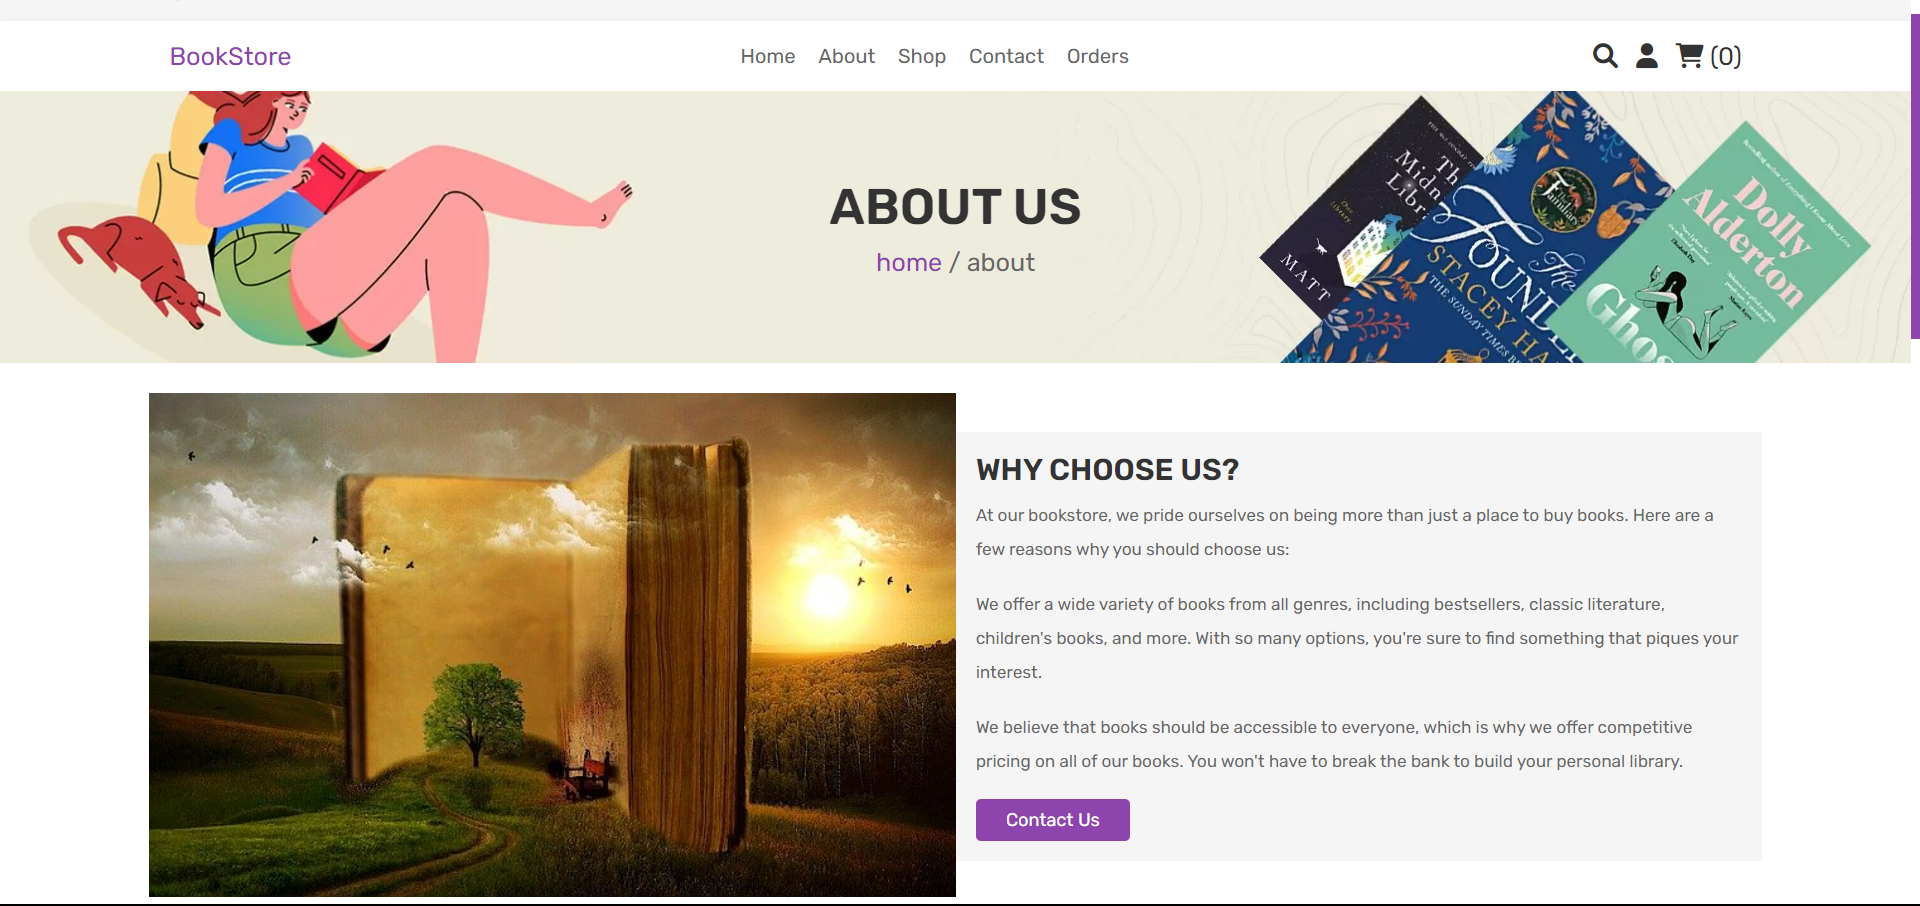 BookStore
Home About Shop Contact Orders
(0)
ABOUT US
home / about
Th
Midn
Libr
MATT
The
Familiars
The
FOUNDL
STACEY HA
THE SUNDAY TIMES
Dolly
Alderton
Ghos
WHY CHOOSE US?
At our bookstore, we pride ourselves on being more than just a place to buy books. Here are a
few reasons why you should choose us:
We offer a wide variety of books from all genres, including bestsellers, classic literature,
children's books, and more. With so many options, you're sure to find something that piques your
interest.
We believe that books should be accessible to everyone, which is why we offer competitive
pricing on all of our books. You won't have to break the bank to build your personal library.
Contact Us